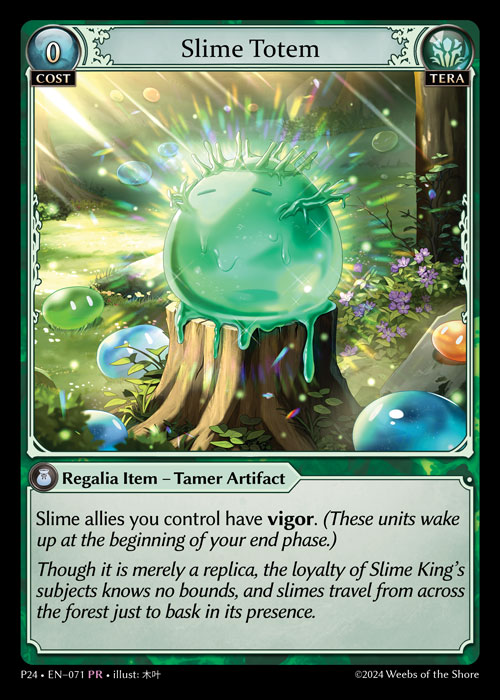 0
Slime Totem
COST
TERA
Regalia Item – Tamer Artifact
Slime allies you control have vigor. (These units wake
up at the beginning of your end phase.)
Though it is merely a replica, the loyalty of Slime King's
subjects knows no bounds, and slimes travel from across
the forest just to bask in its presence.
P24 • EN–071 PR • illust: 木叶
©2024 Weebs of the Shore